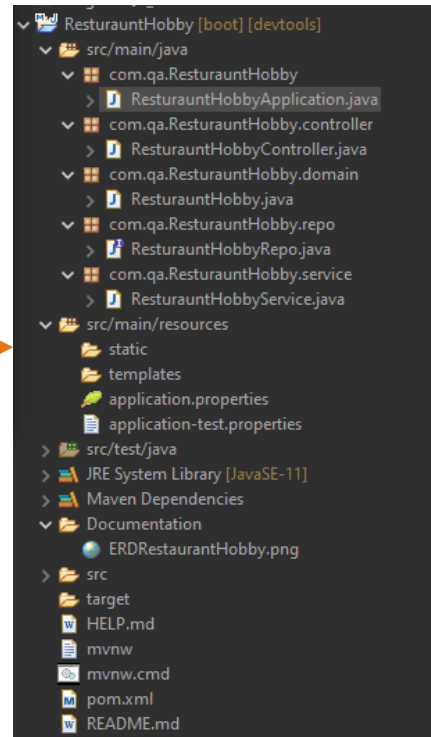 ResturauntHobby [boot] [devtools]
src/main/java
com.qa.ResturauntHobby
ResturauntHobbyApplication.java
com.qa.ResturauntHobby.controller
ResturauntHobbyController.java
com.qa.ResturauntHobby.domain
ResturauntHobby.java
com.qa.ResturauntHobby.repo
ResturauntHobbyRepo.java
com.qa.ResturauntHobby.service
ResturauntHobbyService.java
src/main/resources
static
templates
application.properties
application-test.properties
src/test/java
JRE System Library [JavaSE-11]
Maven Dependencies
Documentation
ERDRestaurantHobby.png
src
target
HELP.md
mvnw
mvnw.cmd
pom.xml
README.md